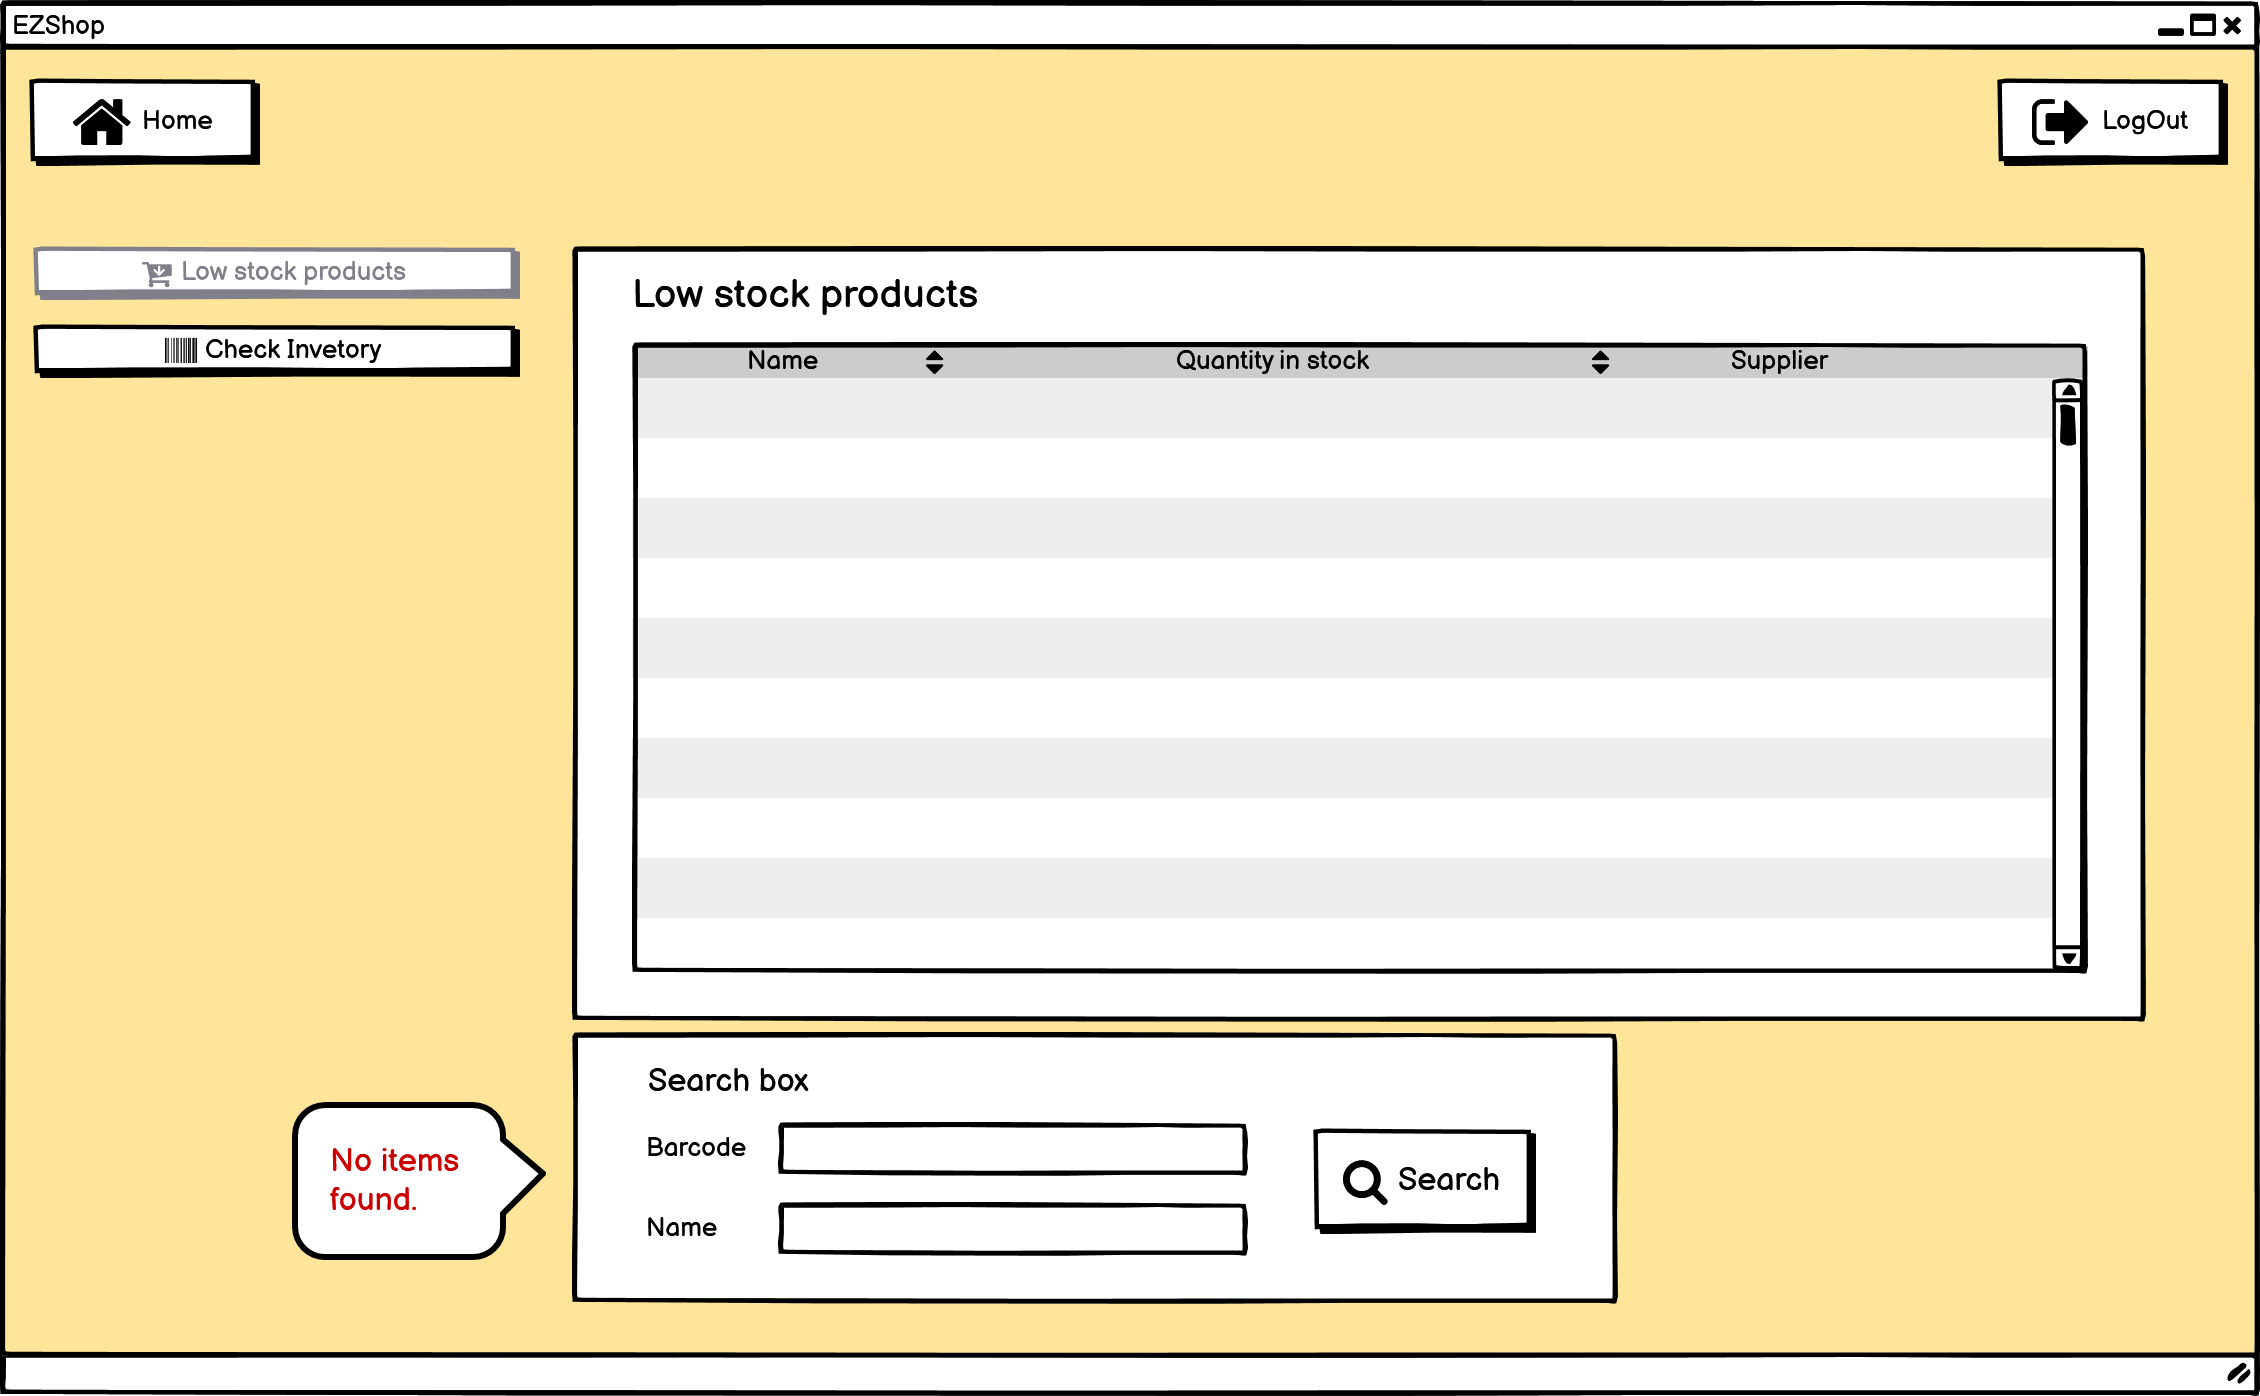 EZShop
Home
LogOut
Low stock products
Check Invetory
Low stock products
Name
Quantity in stock
Supplier
Search box
Barcode
Name
Search
No items
found.